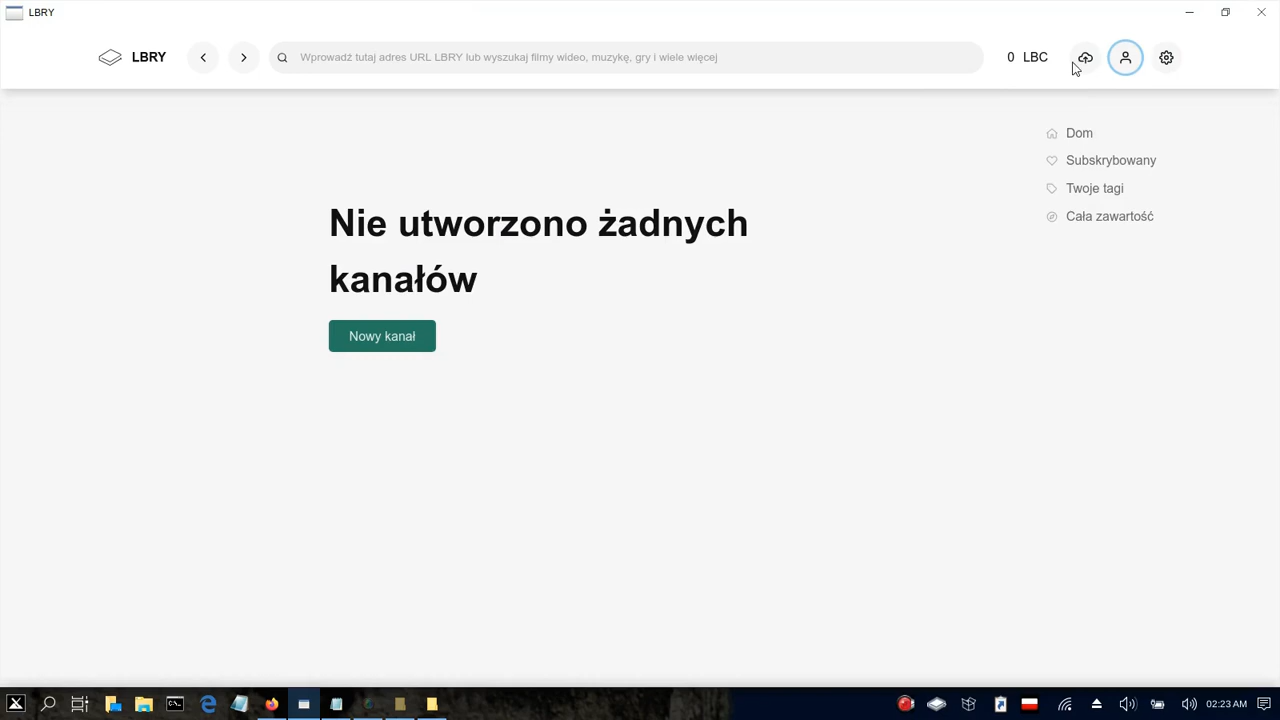 LBRY
LBRY
Wprowadź tutaj adres URL LBRY lub wyszukaj filmy wideo, muzykę, gry i wiele więcej
0 LBC
Dom
Subskrybowany
Twoje tagi
Cała zawartość
Nie utworzono żadnych
kanałów
Nowy kanał
02:23 AM